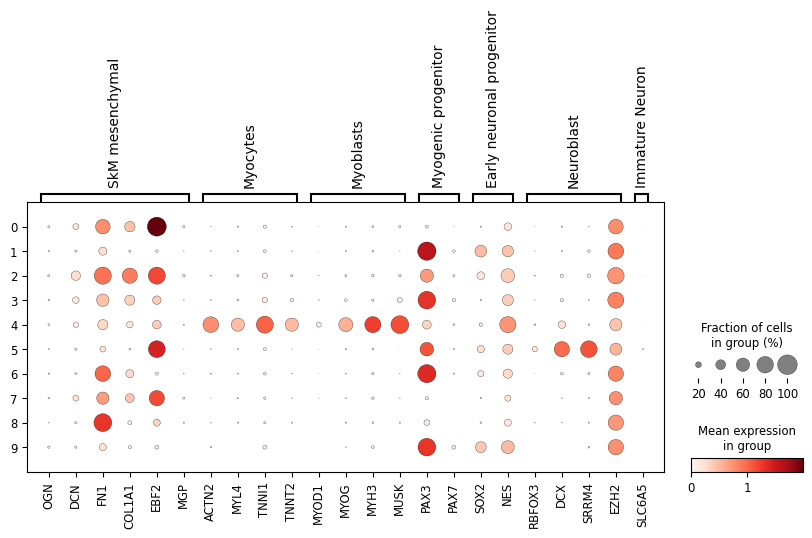 SkM mesenchymal
Myocytes
Myoblasts
Myogenic progenitor
Early neuronal progenitor
Neuroblast
Immature Neuron
0
1
2
3
4
5
6
7
8
9
OGN
DCN
FN1
COL1A1
EBF2
MGP
ACTN2
MYL4
TNNI1
TNNT2
MYOD1
MYOG
MYH3
MUSK
PAX3
PAX7
SOX2
NES
RBFOX3
DCX
SRRM4
EZH2
SLC6A5
Fraction of cells
in group (%)
20 40 60 80 100
Mean expression
in group
0 1